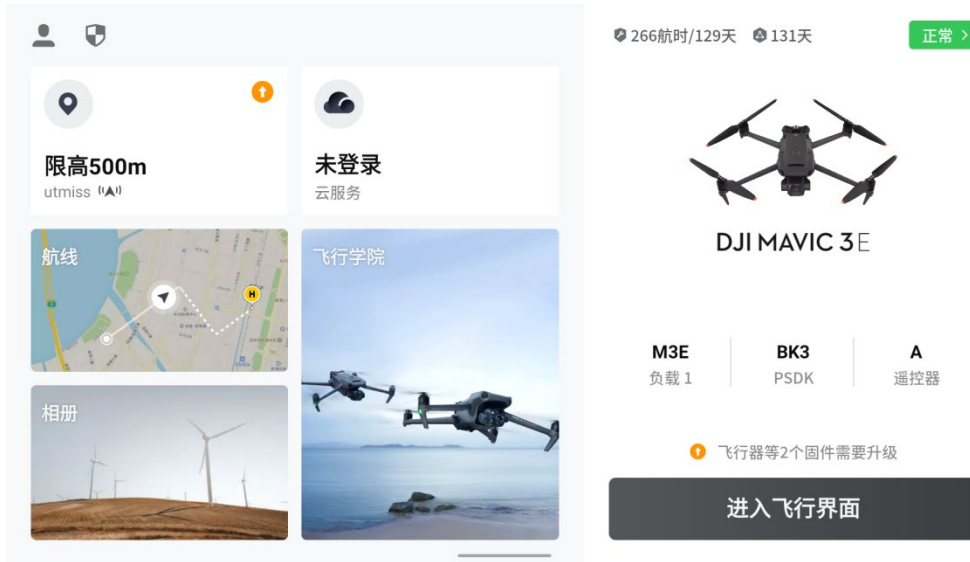 限高500m
utmiss
未登录
云服务
航线
H
飞行学院
相册
266航时/129天 131天
正常
DJI MAVIC 3E
M3E
负载 1
BK3
PSDK
A
遥控器
飞行器等2个固件需要升级
进入飞行界面